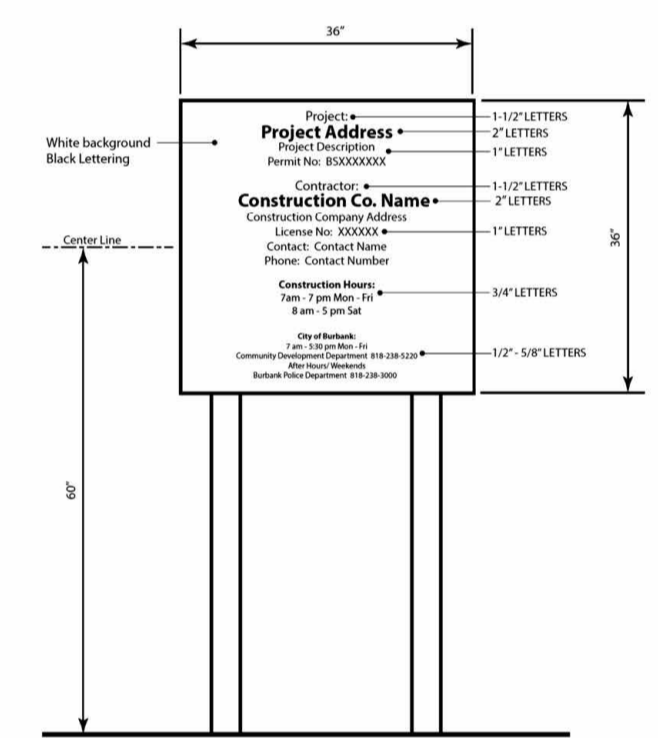 36"
Project:
1-1/2" LETTERS
Project Address
2" LETTERS
Project Description
1" LETTERS
Permit No: BSXXXXXXX
White background
Black Lettering
Contractor:
1-1/2" LETTERS
Construction Co. Name
2" LETTERS
Construction Company Address
License No: XXXXXX
1" LETTERS
Contact: Contact Name
Phone: Contact Number
Center Line
36"
Construction Hours:
7am - 7 pm Mon - Fri
3/4" LETTERS
8 am - 5 pm Sat
City of Burbank:
7 am - 5:30 pm Mon - Fri
Community Development Department 818-238-5220
1/2" - 5/8" LETTERS
After Hours/ Weekends
Burbank Police Department 818-238-3000
60"